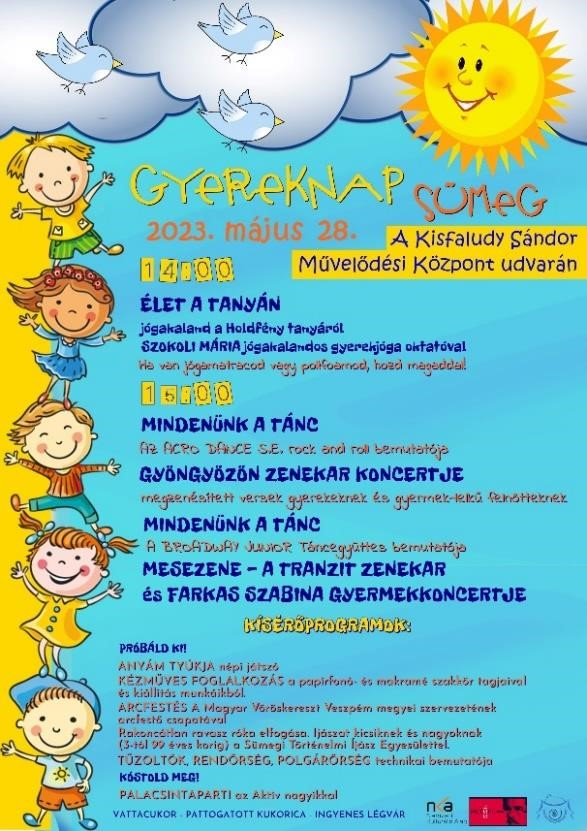 GYEREKNAP
SÜMEG
2023. május 28.
A Kisfaludy Sándor
Művelődési Központ udvarán
14:00
ÉLET A TANYÁN
jógakaland a Holdfény tanyáról
SZOKOLI MÁRIA jógakalandos gyerekjóga oktatóval
Ha van jógamatracod vagy polifoamod, hozd magaddal!
15:00
MINDENÜNK A TÁNC
Az ACRO DANCE S.E. rock and roll bemutatója
GYÖNGYÖZÖN ZENEKAR KONCERTJE
megzenésített versek gyerekeknek és gyermek-lelkű felnőtteknek
MINDENÜNK A TÁNC
A BROADWAY JUNIOR Táncegyüttes bemutatója
MESEZENE – A TRANZIT ZENEKAR
és FARKAS SZABINA GYERMEKKONCERTJE
KÍSÉRŐPROGRAMOK:
PRÓBÁLD KI!
ANYÁM TYÚKJA népi játszó
KÉZMŰVES FOGLALKOZÁS a papírfonó- és makramé szakkör tagjaival
és kiállítás munkáikból.
ARCFESTÉS A Magyar Vöröskereszt Veszpém megyei szervezetének
arcfestő csapatával
Rakoncátlan ravasz róka elfogása. Íjászat kicsiknek és nagyoknak
(3-tól 99 éves korig) a Sümegi Történelmi Íjász Egyesülettel.
TŰZOLTÓK, RENDŐRSÉG, POLGÁRŐRSÉG technikai bemutatója
KÓSTOLD MEG!
PALACSINTAPARTI az Aktív nagyikkal
VATTACUKOR - PATTOGATOTT KUKORICA - INGYENES LÉGVÁR
nka